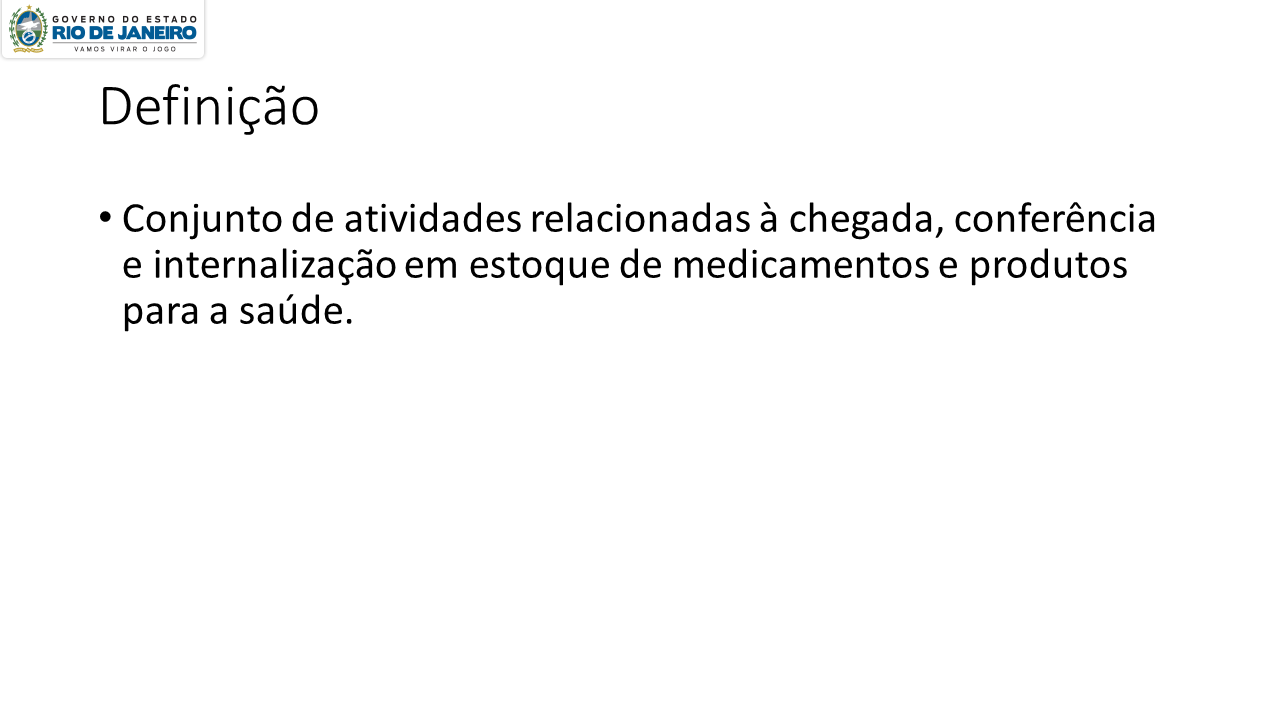 GOVERNO DO ESTADO
RIO DE JANEIRO
VAMOS VIRAR O JOGO
Definição
• Conjunto de atividades relacionadas à chegada, conferência
e internalização em estoque de medicamentos e produtos
para a saúde.